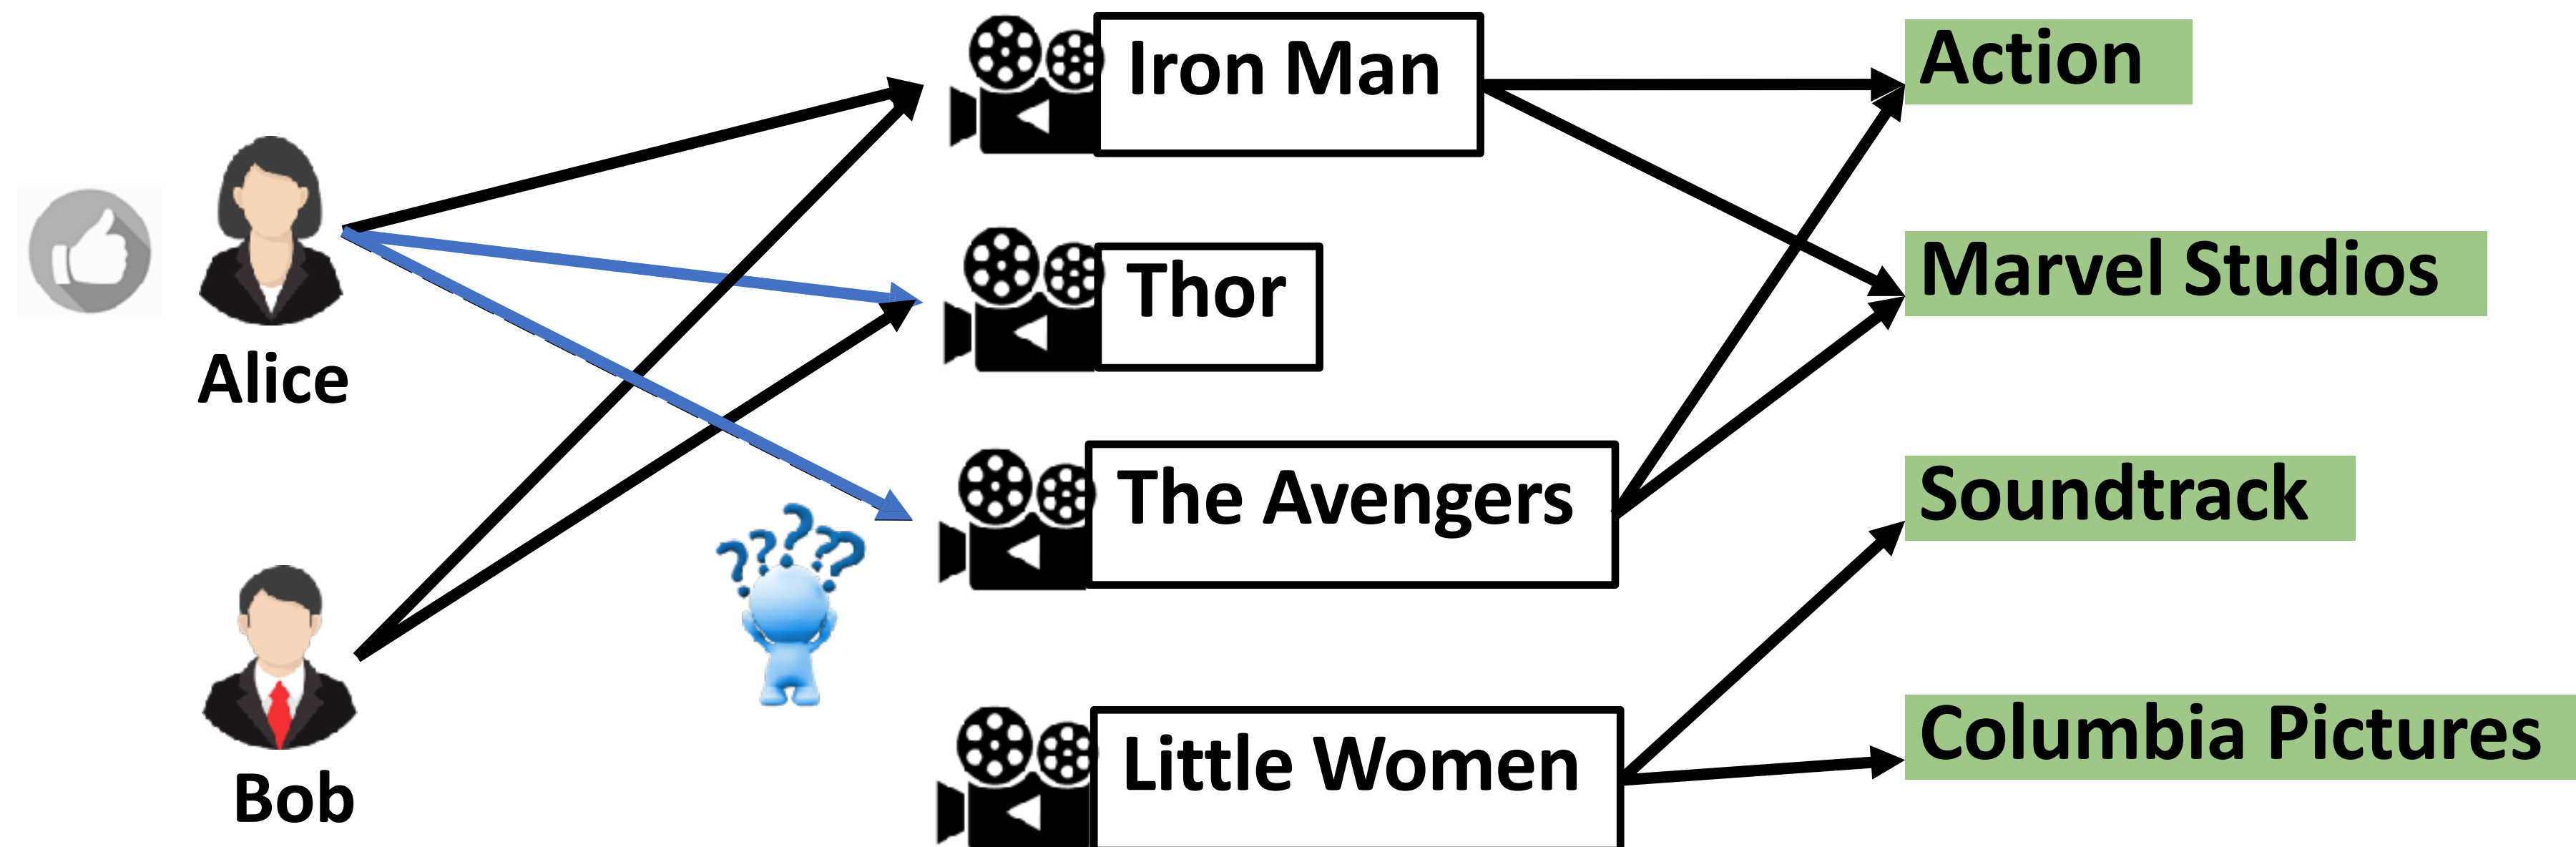 Iron Man
Action
Thor
Marvel Studios
Alice
The Avengers
Soundtrack
????
Little Women
Columbia Pictures
Bob